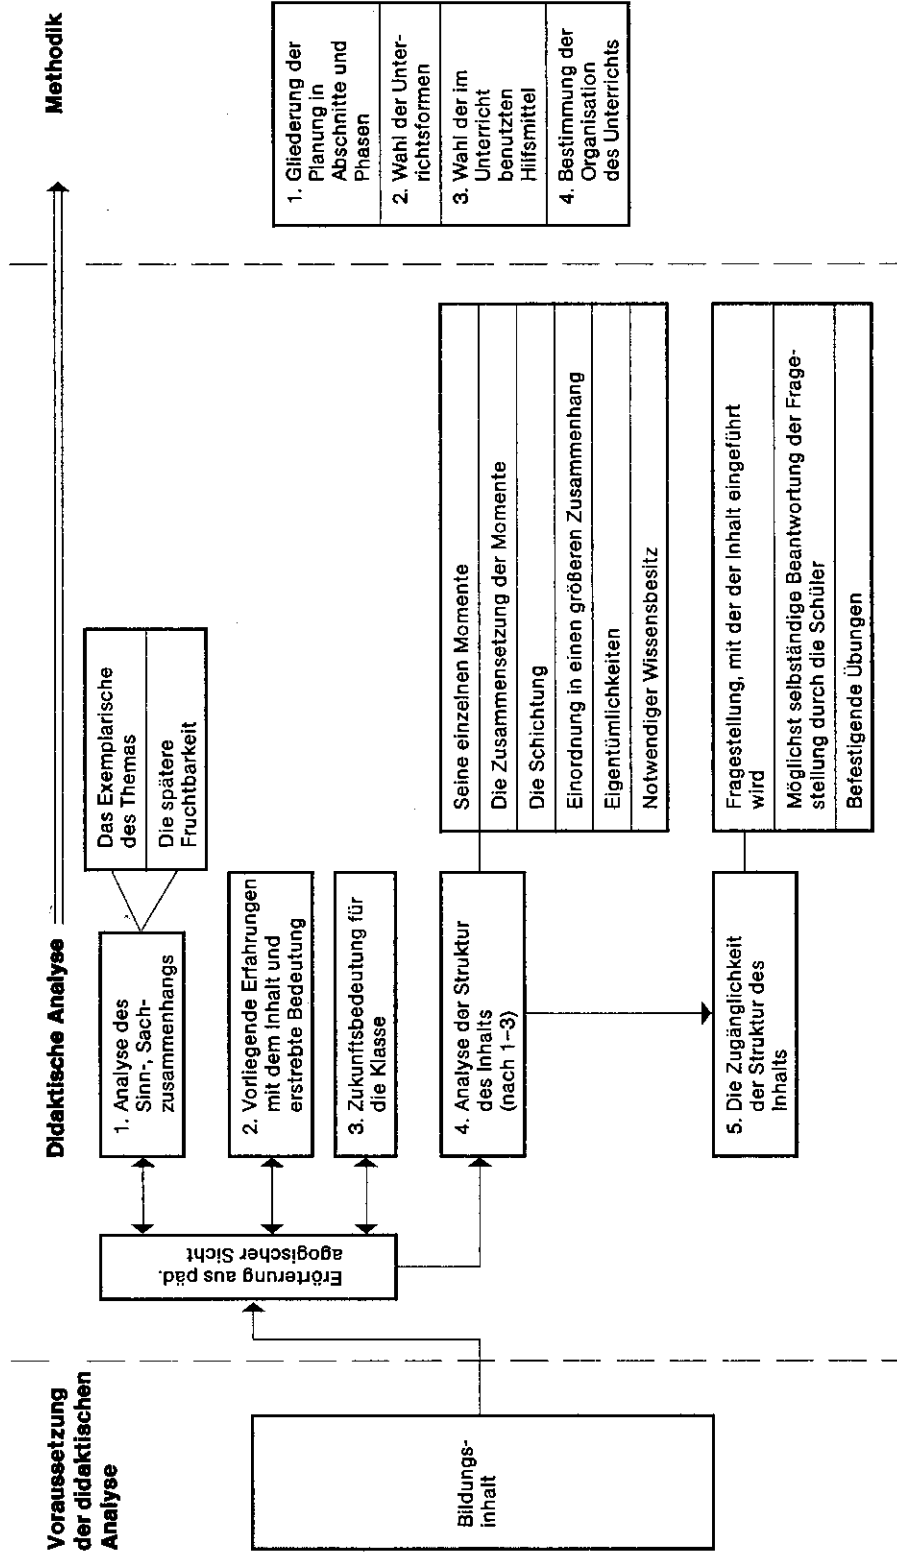 Voraussetzung
der didaktischen
Analyse
Didaktische Analyse
Methodik
Bildungs-
inhalt
Erörterung aus päd.
agogischer Sicht
1. Analyse des
Sinn-, Sach-
zusammenhangs
Das Exemplarische
des Themas
Die spätere
Fruchtbarkeit
2. Vorliegende Erfahrungen
mit dem Inhalt und
erstrebte Bedeutung
3. Zukunftsbedeutung für
die Klasse
4. Analyse der Struktur
des Inhalts
(nach 1–3)
Seine einzelnen Momente
Die Zusammensetzung der Momente
Die Schichtung
Einordnung in einen größeren Zusammenhang
Eigentümlichkeiten
Notwendiger Wissensbesitz
5. Die Zugänglichkeit
der Struktur des
Inhalts
Fragestellung, mit der der Inhalt eingeführt
wird
Möglichst selbständige Beantwortung der Frage-
stellung durch die Schüler
Befestigende Übungen
1. Gliederung der
Planung in
Abschnitte und
Phasen
2. Wahl der Unter-
richtsformen
3. Wahl der im
Unterricht
benutzten
Hilfsmittel
4. Bestimmung der
Organisation
des Unterrichts